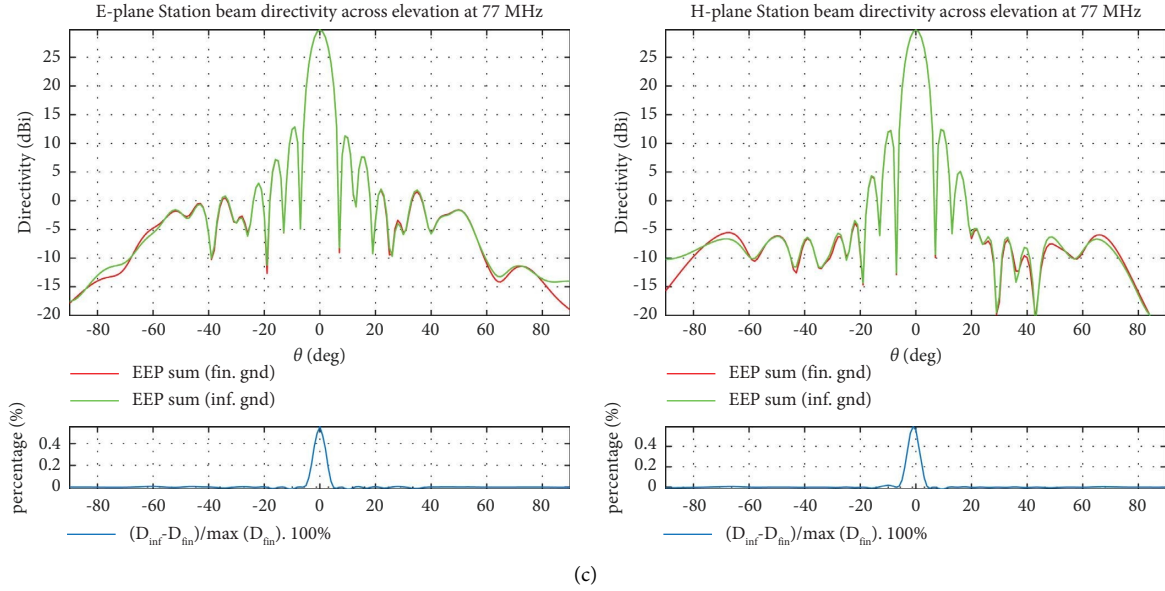 E-plane Station beam directivity across elevation at 77 MHz
Directivity (dBi)
25
20
15
10
5
0
-5
-10
-15
-20
-80 -60 -40 -20 0 20 40 60 80
θ (deg)
EEP sum (fin. gnd)
EEP sum (inf. gnd)
percentage (%)
0.4
0.2
0
-80 -60 -40 -20 0 20 40 60 80
(D_inf-D_fin)/max (D_fin). 100%
H-plane Station beam directivity across elevation at 77 MHz
Directivity (dBi)
25
20
15
10
5
0
-5
-10
-15
-20
-80 -60 -40 -20 0 20 40 60 80
θ (deg)
EEP sum (fin. gnd)
EEP sum (inf. gnd)
percentage (%)
0.4
0.2
0
-80 -60 -40 -20 0 20 40 60 80
(D_inf-D_fin)/max (D_fin). 100%
(c)